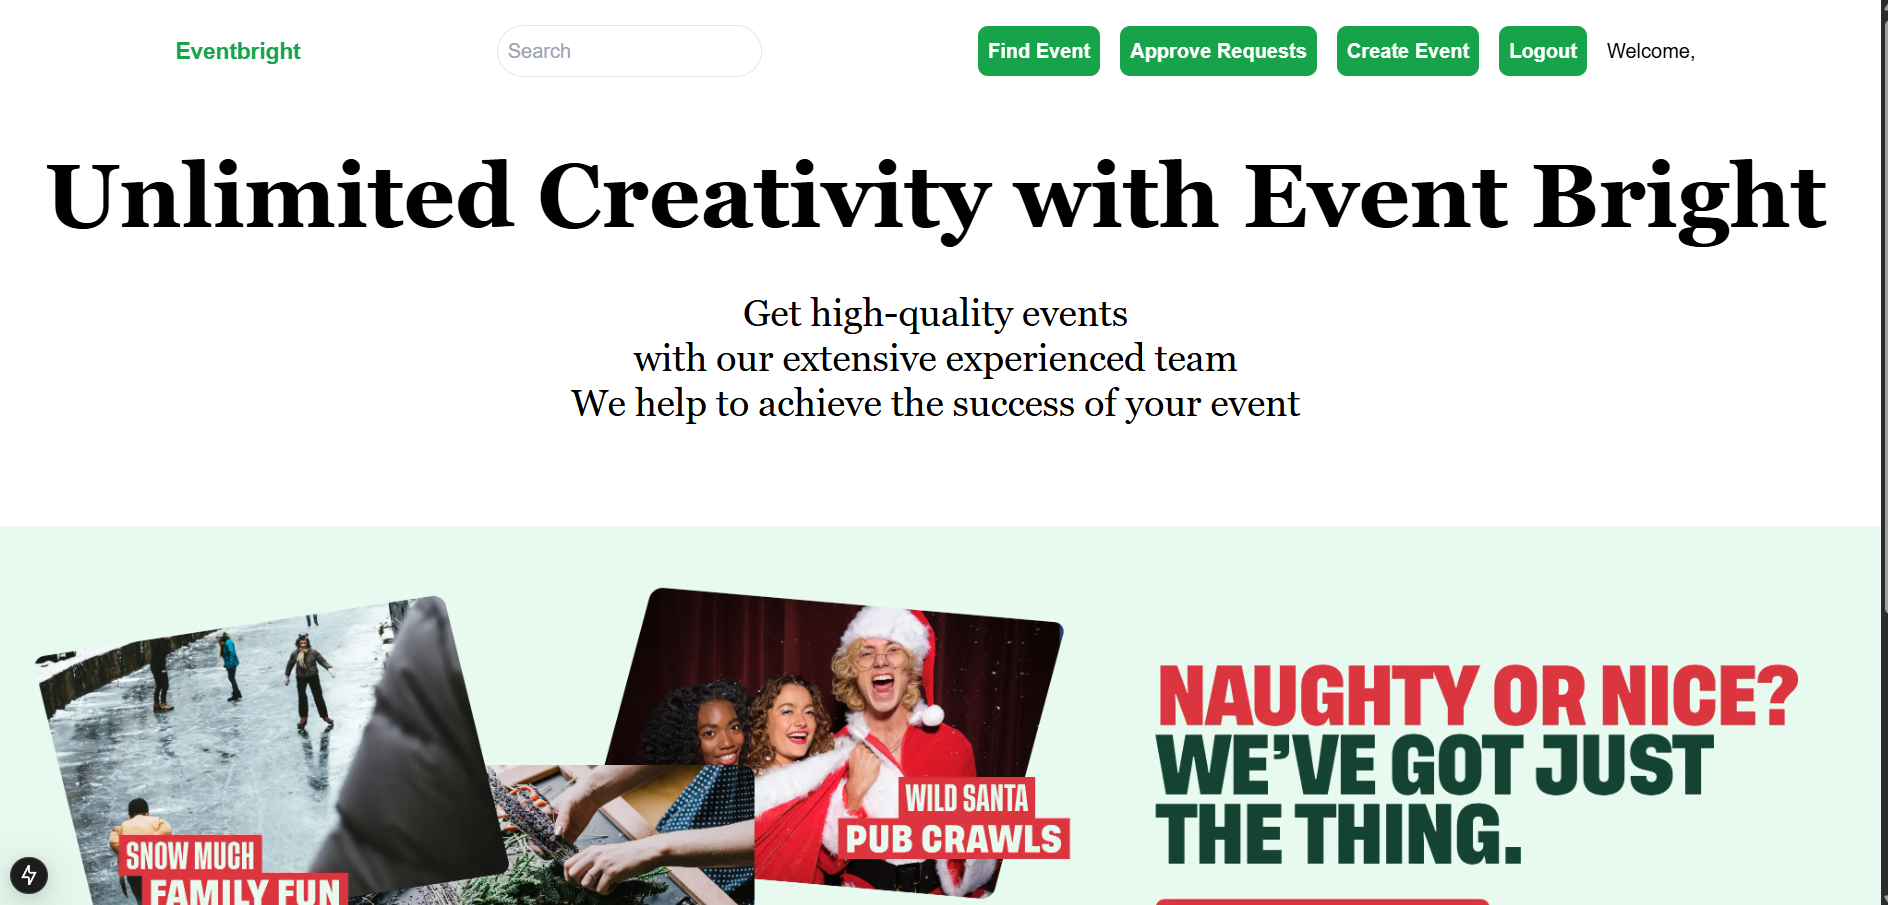 Eventbright
Search
Find Event
Approve Requests
Create Event
Logout
Welcome,
Unlimited Creativity with Event Bright
Get high-quality events
with our extensive experienced team
We help to achieve the success of your event
SNOW MUCH
FAMILY FUN
WILD SANTA
PUB CRAWLS
NAUGHTY OR NICE?
WE’VE GOT JUST
THE THING.